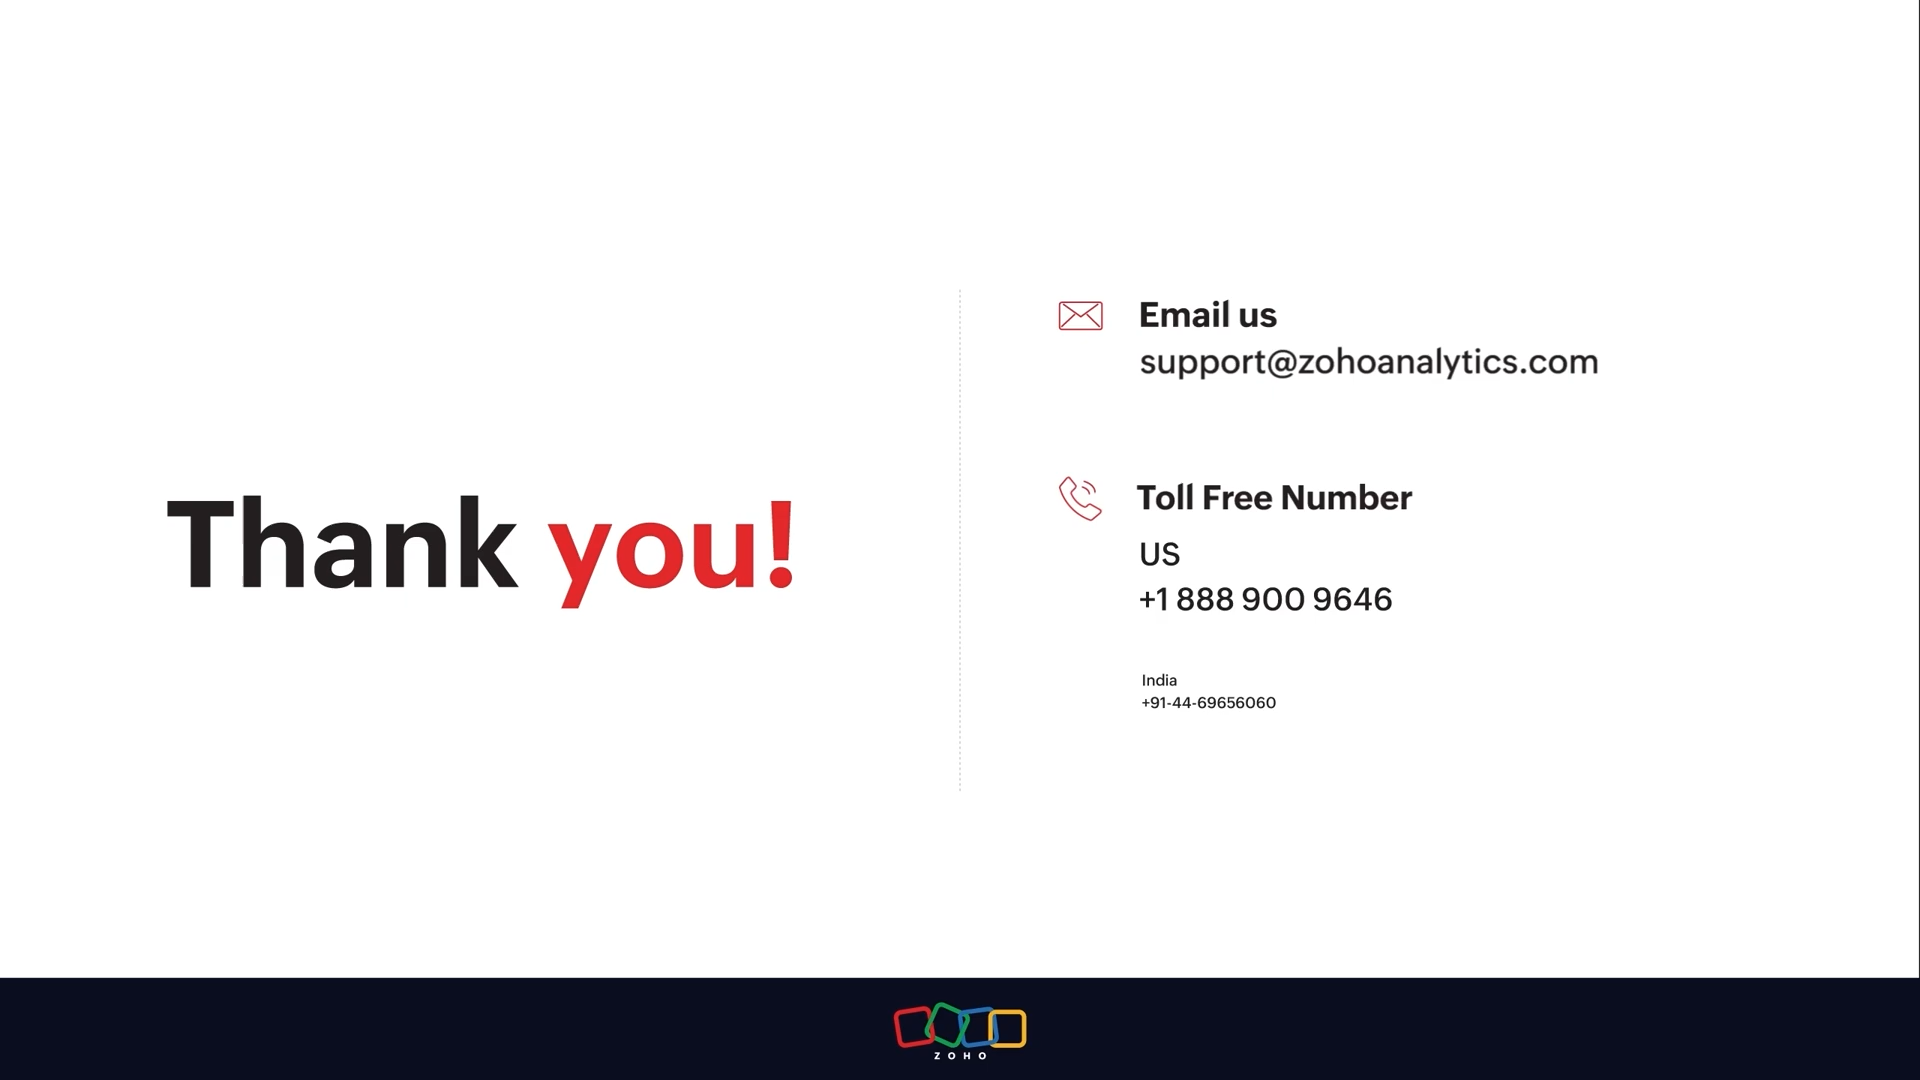 Thank you!
Email us
support@zohoanalytics.com
Toll Free Number
US
+1 888 900 9646
India
+91-44-69656060
ZOHO